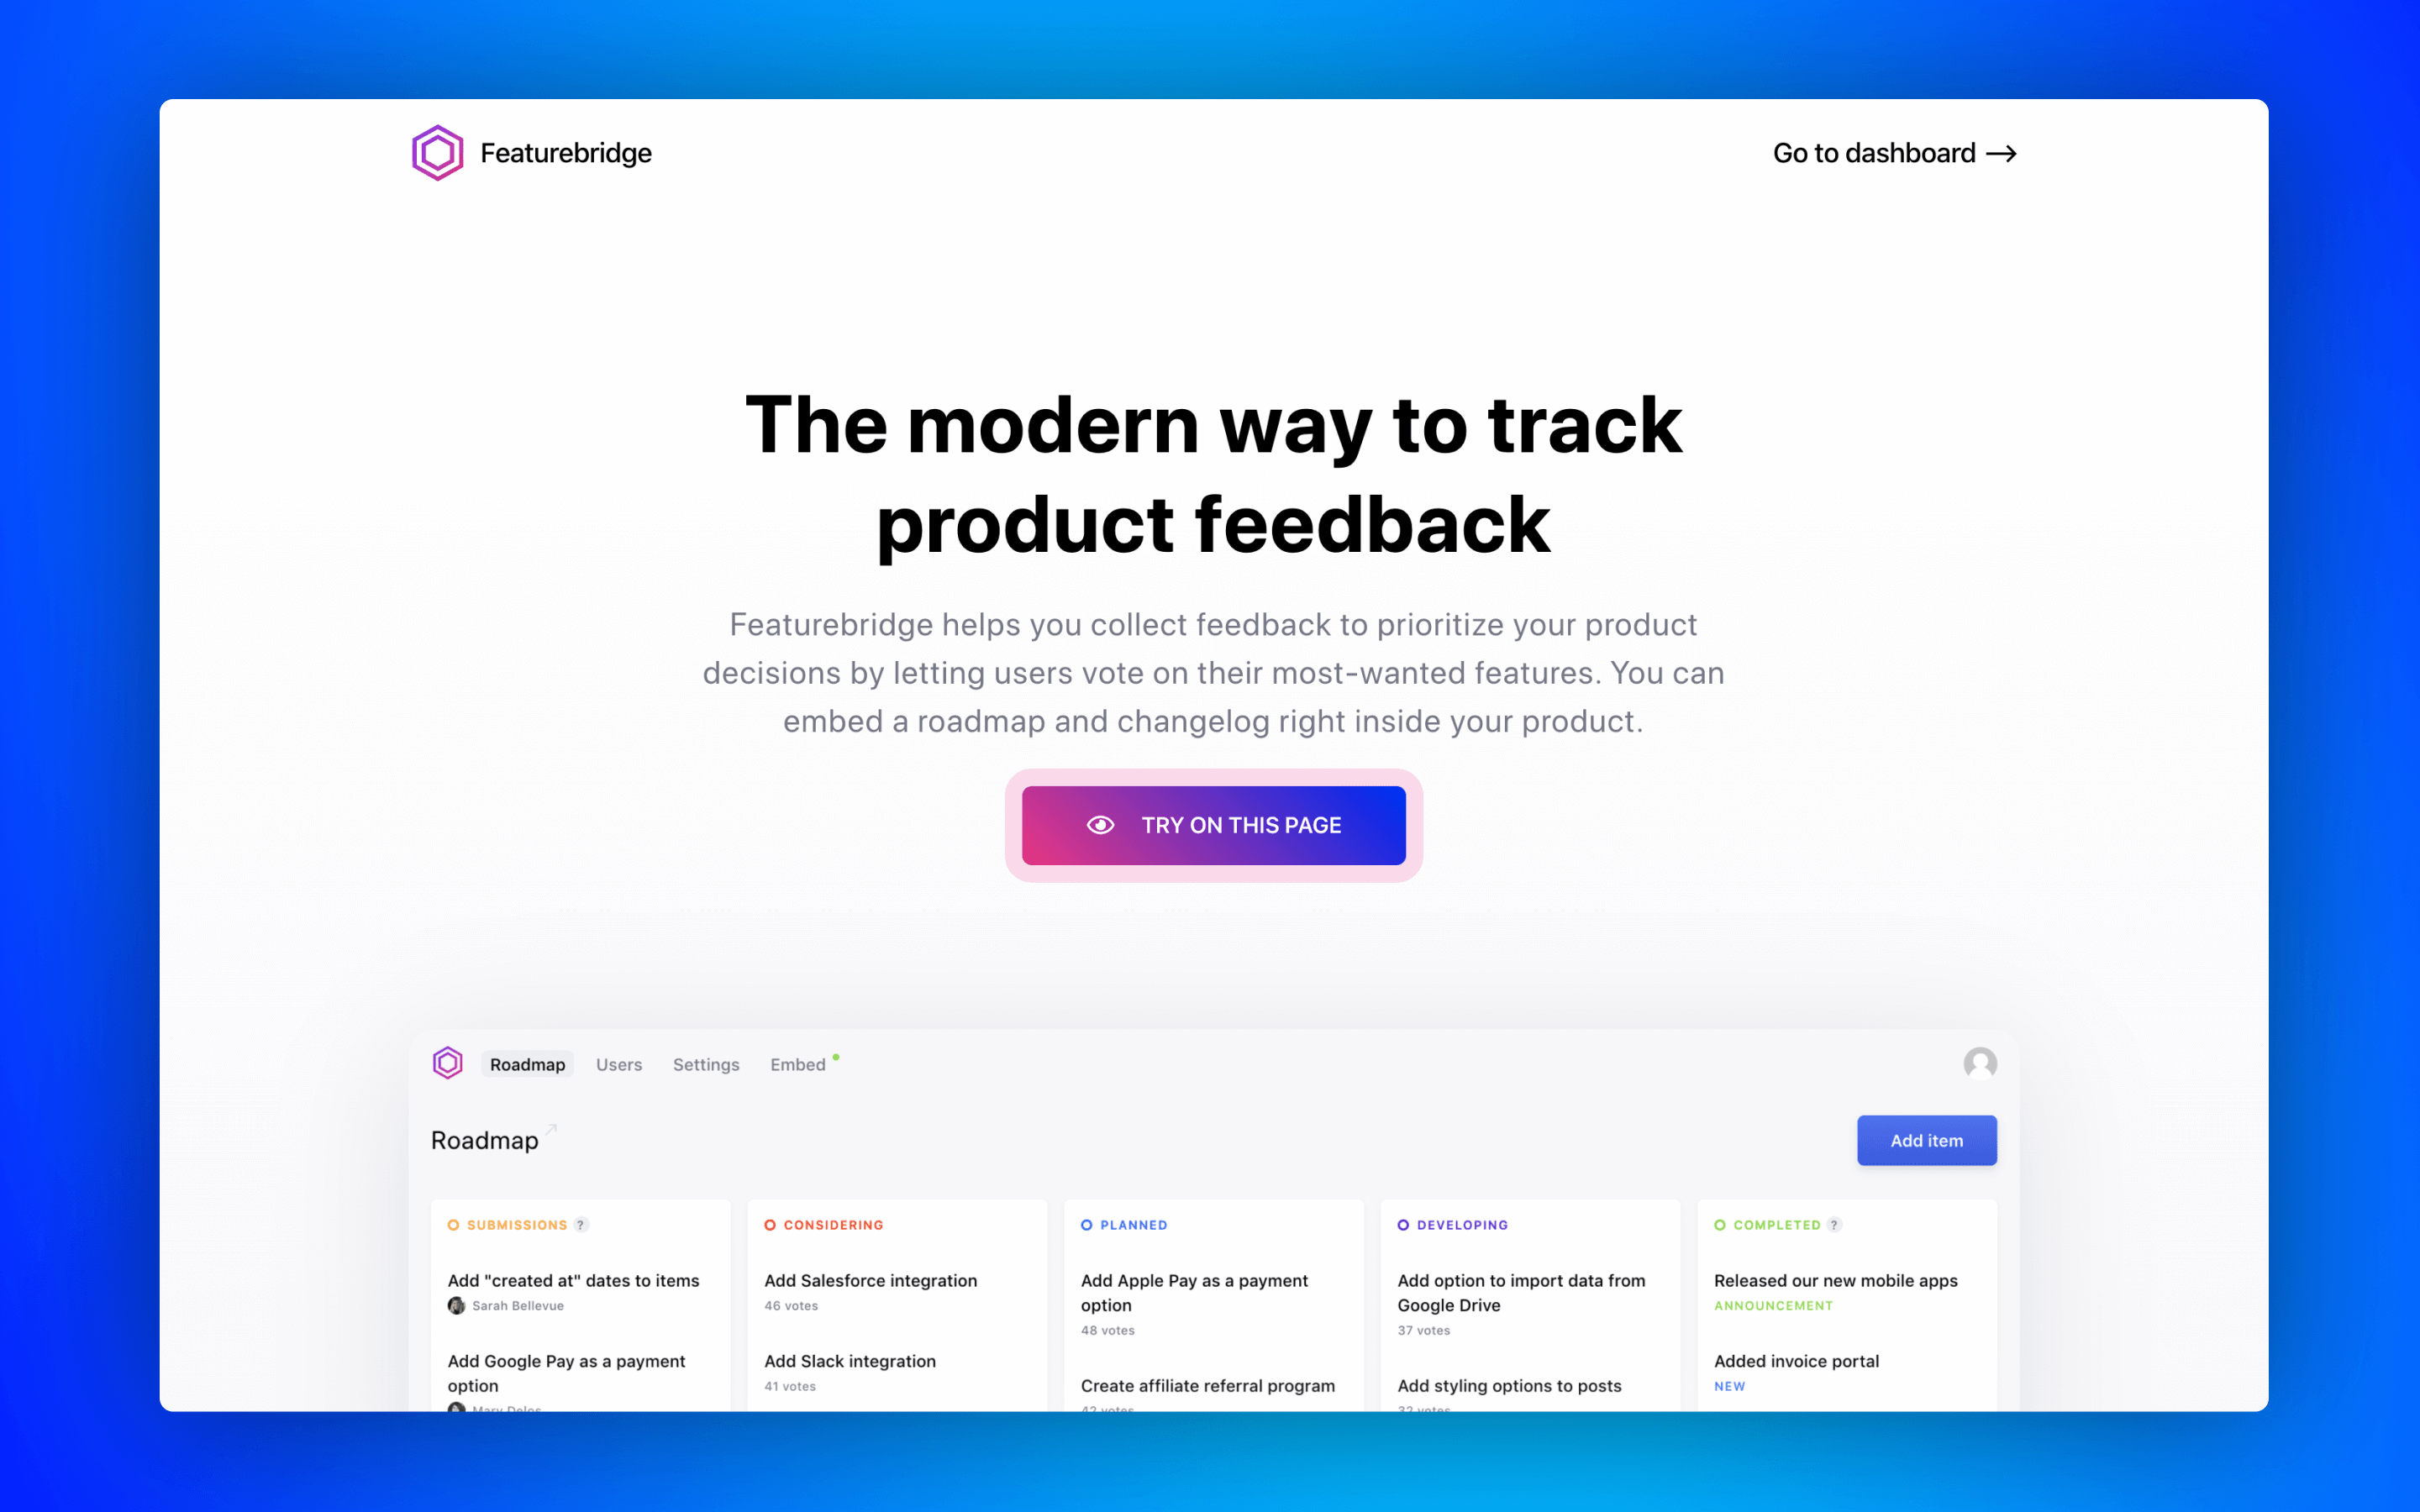 Featurebridge
Go to dashboard →
The modern way to track
product feedback
Featurebridge helps you collect feedback to prioritize your product
decisions by letting users vote on their most-wanted features. You can
embed a roadmap and changelog right inside your product.
TRY ON THIS PAGE
Roadmap Users Settings Embed
Roadmap
Add item
SUBMISSIONS ?
Add "created at" dates to items
Sarah Bellevue
Add Google Pay as a payment
option
Mary Delos
CONSIDERING
Add Salesforce integration
46 votes
Add Slack integration
41 votes
PLANNED
Add Apple Pay as a payment
option
48 votes
Create affiliate referral program
42 votes
DEVELOPING
Add option to import data from
Google Drive
37 votes
Add styling options to posts
32 votes
COMPLETED ?
Released our new mobile apps
ANNOUNCEMENT
Added invoice portal
NEW